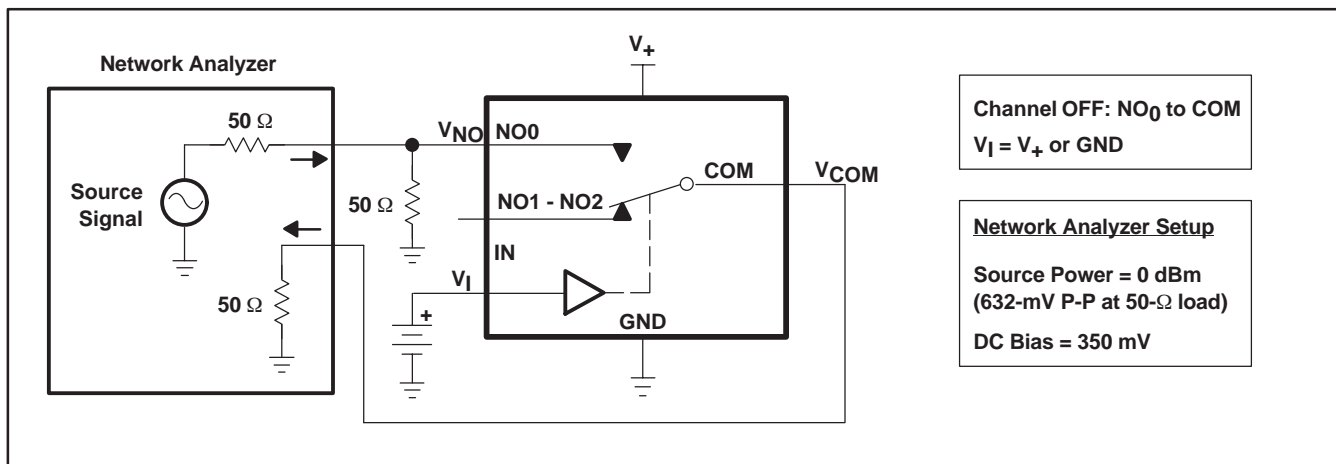 Network Analyzer
50 Ω
Source
Signal
50 Ω
50 Ω
V+
VNO NO0
NO1 - NO2
COM
VCOM
IN
VI
+
GND
Channel OFF: NO0 to COM
VI = V+ or GND
Network Analyzer Setup
Source Power = 0 dBm
(632-mV P-P at 50-Ω load)
DC Bias = 350 mV